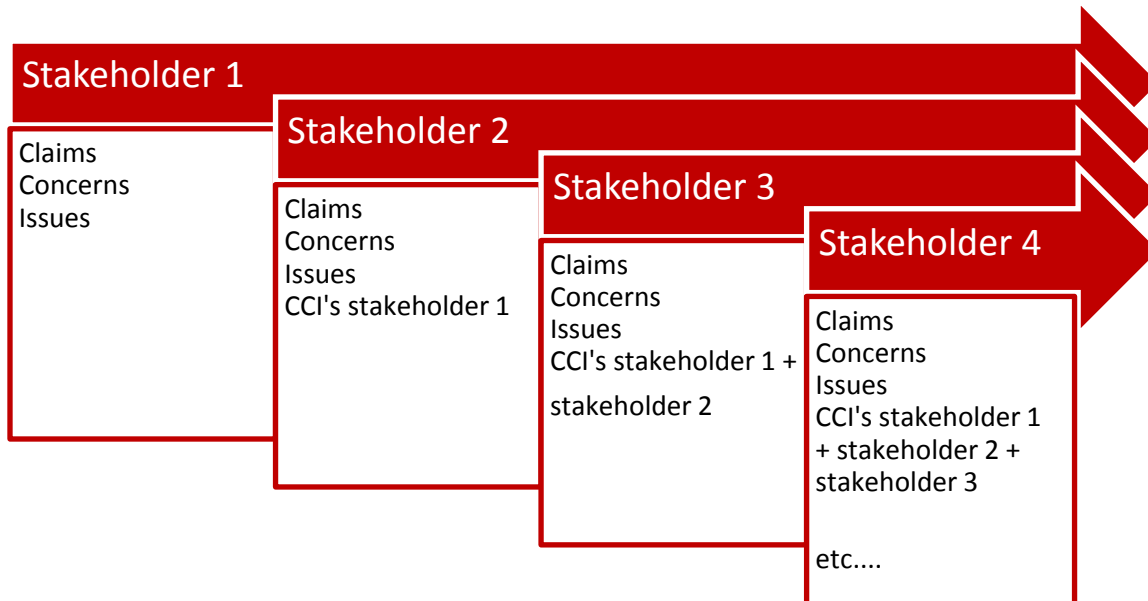 Stakeholder 1
Claims
Concerns
Issues
Stakeholder 2
Claims
Concerns
Issues
CCI's stakeholder 1
Stakeholder 3
Claims
Concerns
Issues
CCI's stakeholder 1 +
stakeholder 2
Stakeholder 4
Claims
Concerns
Issues
CCI's stakeholder 1
+ stakeholder 2 +
stakeholder 3
etc....